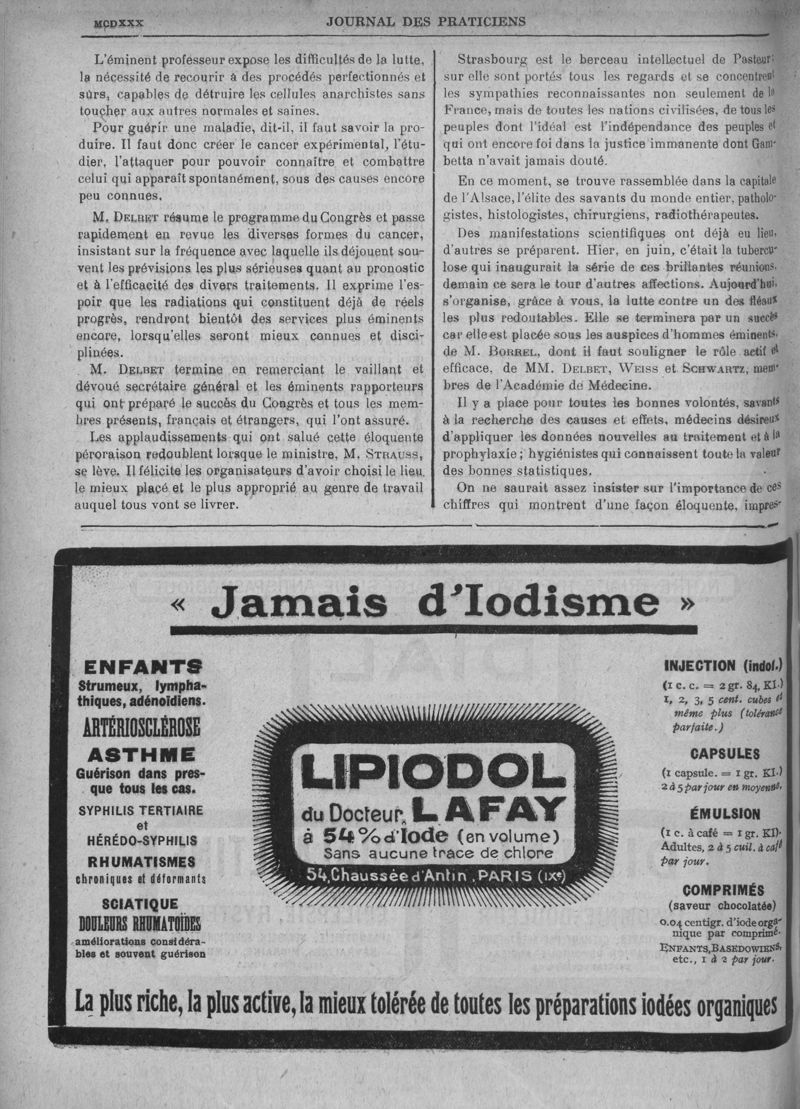 MCDXXX
JOURNAL DES PRATICIENS
L'éminent professeur expose les difficultés de la lutte,
la nécessité de recourir à des procédés perfectionnés et
sûrs, capables de détruire les cellules anarchistes sans
toucher aux autres normales et saines.
Pour guérir une maladie, dit-il, il faut savoir la pro-
duire. Il faut donc créer le cancer expérimental, l'étu-
dier, l'attaquer pour pouvoir connaître et combattre
celui qui apparaît spontanément, sous des causes encore
peu connues.
M. DELBET résume le programme du Congrès et passe
rapidement en revue les diverses formes du cancer,
insistant sur la fréquence avec laquelle ils déjouent sou-
vent les prévisions les plus sérieuses quant au pronostic
et à l'efficacité des divers traitements. Il exprime l'es-
poir que les radiations qui constituent déjà de réels
progrès, rendront bientôt des services plus éminents
encore, lorsqu'elles seront mieux connues et disci-
plinées.
M. DELBET termine en remerciant le vaillant et
dévoué secrétaire général et les éminents rapporteurs
qui ont préparé le succès du Congrès et tous les mem-
bres présents, français et étrangers, qui l'ont assuré.
Les applaudissements qui ont salué cette éloquente
péroraison redoublent lorsque le ministre, M. STRAUSS,
se lève. Il félicite les organisateurs d'avoir choisi le lieu
le mieux placé et le plus approprié au genre de travail
auquel tous vont se livrer.
Strasbourg est le berceau intellectuel de Pasteur;
sur elle sont portés tous les regards et se concentrent
les sympathies reconnaissantes non seulement de la
France, mais de toutes les nations civilisées, de tous les
peuples dont l'idéal est l'indépendance des peuples et
qui ont encore foi dans la justice immanente dont Gam-
betta n'avait jamais douté.
En ce moment, se trouve rassemblée dans la capitale
de l'Alsace, l'élite des savants du monde entier, patholo-
gistes, histologistes, chirurgiens, radiothérapeutes.
Des manifestations scientifiques ont déjà eu lieu,
d'autres se préparent. Hier, en juin, c'était la tubercu-
lose qui inaugurait la série de ces brillantes réunions,
demain ce sera le tour d'autres affections. Aujourd'hui,
s'organise, grâce à vous, la lutte contre un des fléaux
les plus redoutables. Elle se terminera par un succès
car elle est placée sous les auspices d'hommes éminents,
de M. BORREL, dont il faut souligner le rôle actif et
efficace, de MM. DELBET, WEISS et SCHWARTZ, mem-
bres de l'Académie de Médecine.
Il y a place pour toutes les bonnes volontés, savants
à la recherche des causes et effets, médecins désireux
d'appliquer les données nouvelles au traitement et à la
prophylaxie; hygiénistes qui connaissent toute la valeur
des bonnes statistiques.
On ne saurait assez insister sur l'importance de ces
chiffres qui montrent d'une façon éloquente, impres-
« Jamais d'Iodisme »
ENFANTS
Strumeux, lympha-
thiques, adénoïdiens.
ARTÉRIOSCLÉROSE
ASTHME
Guérison dans pres-
que tous les cas.
SYPHILIS TERTIAIRE
et
HÉRÉDO-SYPHILIS
RHUMATISMES
chroniques et déformants
SCIATIQUE
DOULEURS RHUMATOÏDES
améliorations considéra-
bles et souvent guérison
LIPIODOL
du Docteur LAFAY
à 54% d'Iode (en volume)
Sans aucune trace de chlore
54, Chaussée d'Antin, PARIS (IXe)
INJECTION (indol.)
(1 c. c. = 2 gr. 84, KI.)
1, 2, 3, 5 cent. cubes et
même plus (tolérance
parfaite.)
CAPSULES
(1 capsule. = 1 gr. KI.)
2 à 5 par jour en moyenne.
ÉMULSION
(1 c. à café = 1 gr. KI).
Adultes, 2 à 5 cuil. à café
par jour.
COMPRIMÉS
(saveur chocolatée)
0.04 centigr. d'iode orga-
nique par comprimé.
ENFANTS, BASEDOWIENS,
etc., 1 à 2 par jour.
La plus riche, la plus active, la mieux tolérée de toutes les préparations iodées organiques